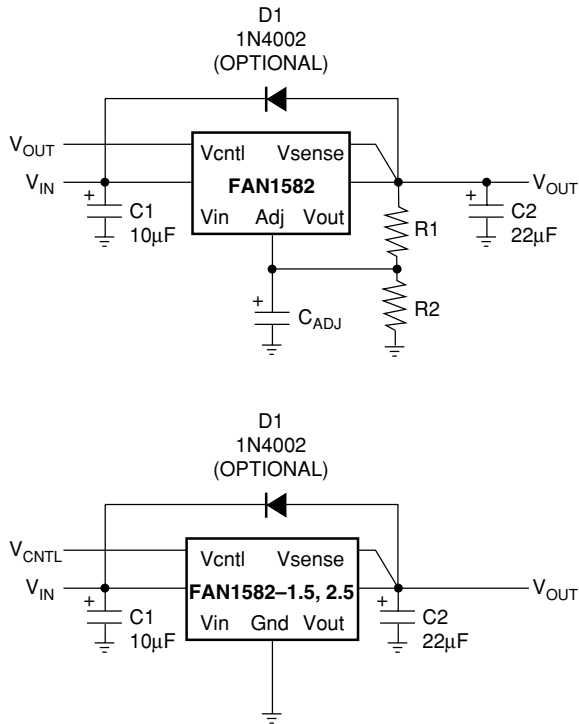 D1
1N4002
(OPTIONAL)
VOUT
Vcntl Vsense
VIN
FAN1582
VOUT
+ C1
10µF
Vin Adj Vout
R1
+ C2
22µF
+ CADJ
R2
D1
1N4002
(OPTIONAL)
VCNTL
Vcntl Vsense
VIN
FAN1582–1.5, 2.5
VOUT
+ C1
10µF
Vin Gnd Vout
+ C2
22µF